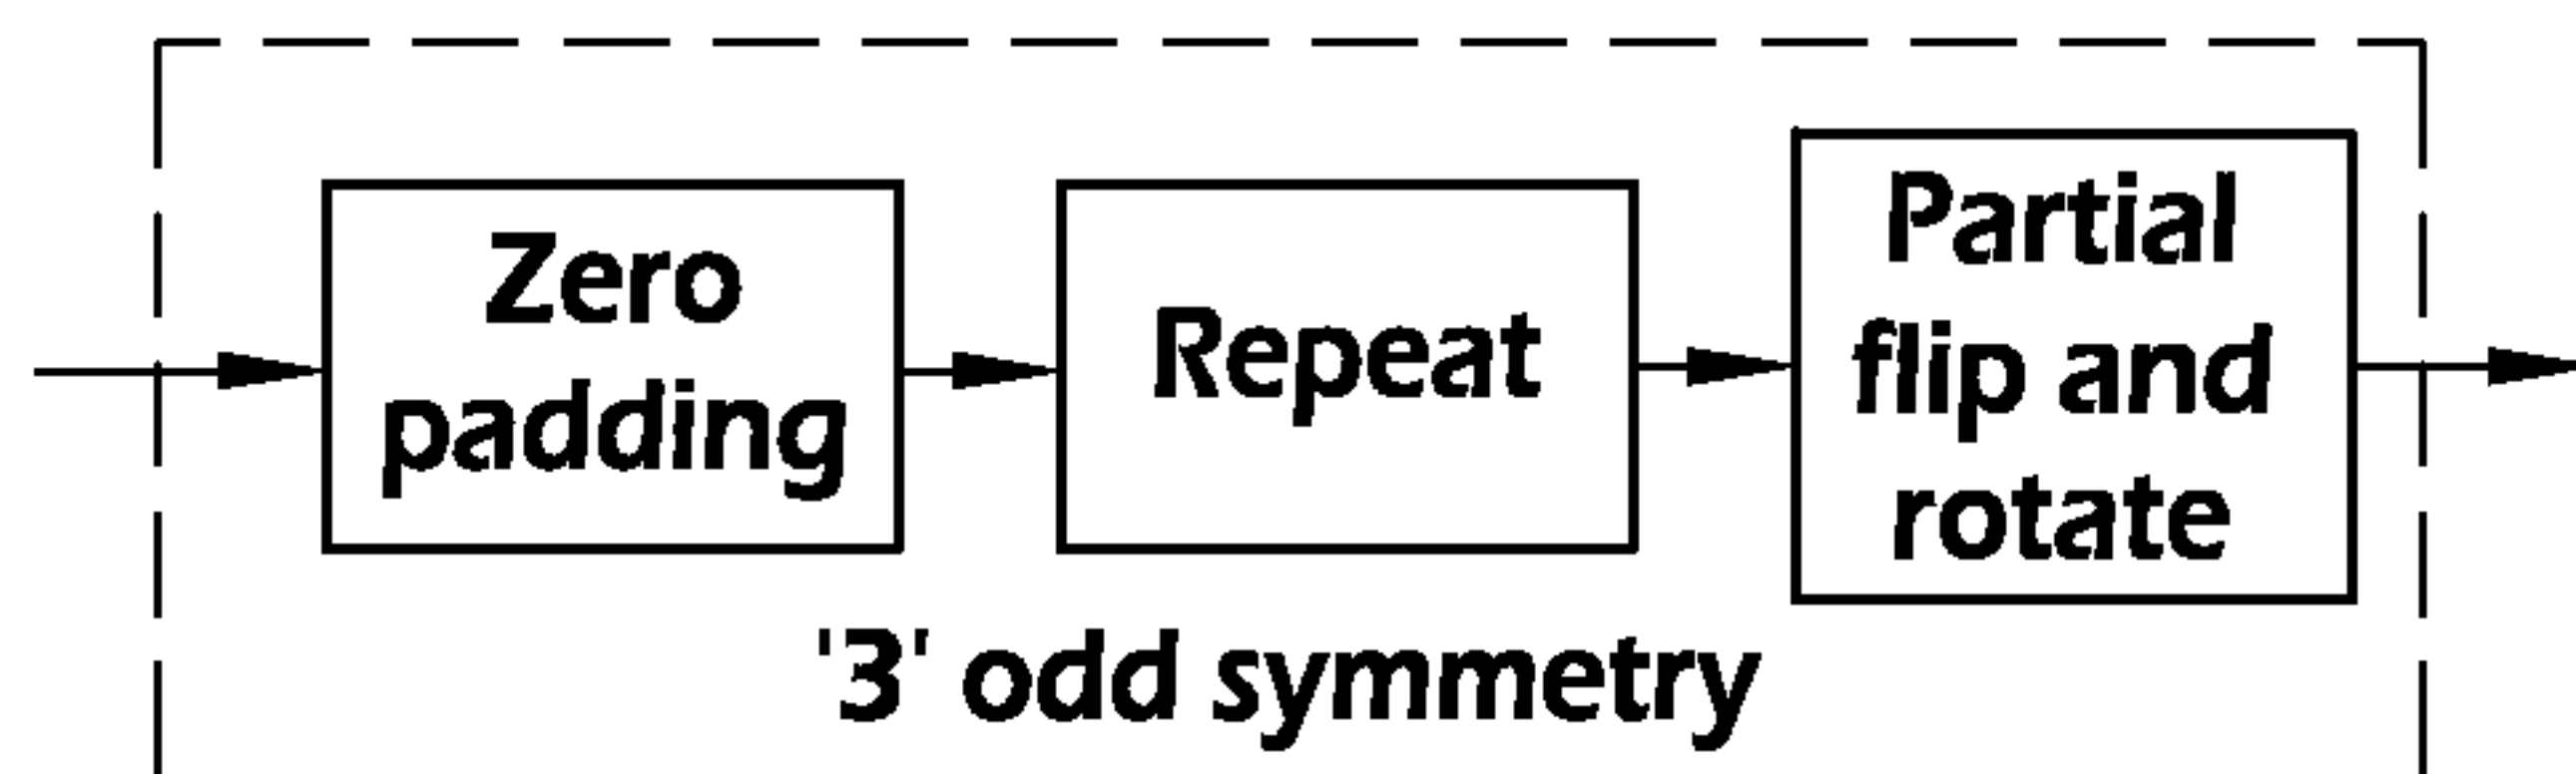 Zero
padding
Repeat
Partial
flip and
rotate
'3' odd symmetry